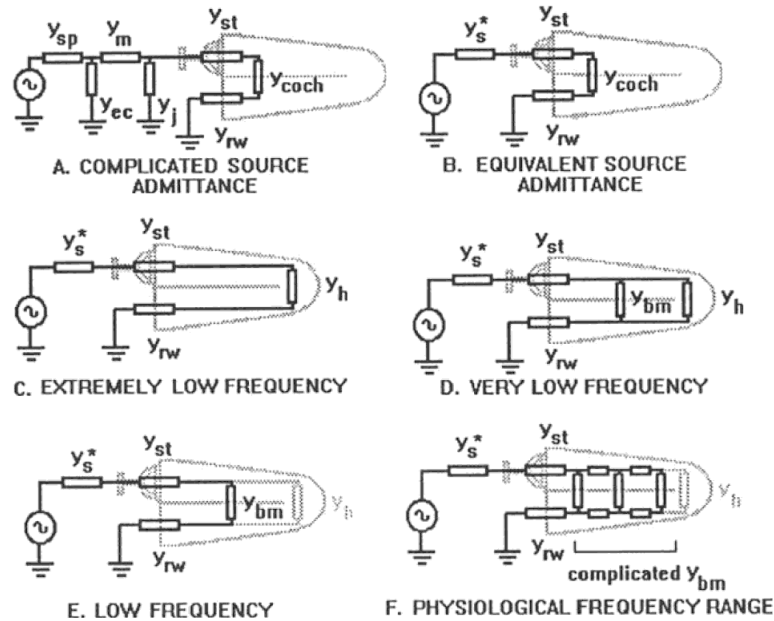 ysp ym yst
yec yj ycoch
yrw
A. COMPLICATED SOURCE
ADMITTANCE
ys* yst
ycoch
yrw
B. EQUIVALENT SOURCE
ADMITTANCE
ys* yst
yh
yrw
C. EXTREMELY LOW FREQUENCY
ys* yst
ybm yh
yrw
D. VERY LOW FREQUENCY
ys* yst
ybm yh
yrw
E. LOW FREQUENCY
ys* yst
yh
yrw
complicated ybm
F. PHYSIOLOGICAL FREQUENCY RANGE